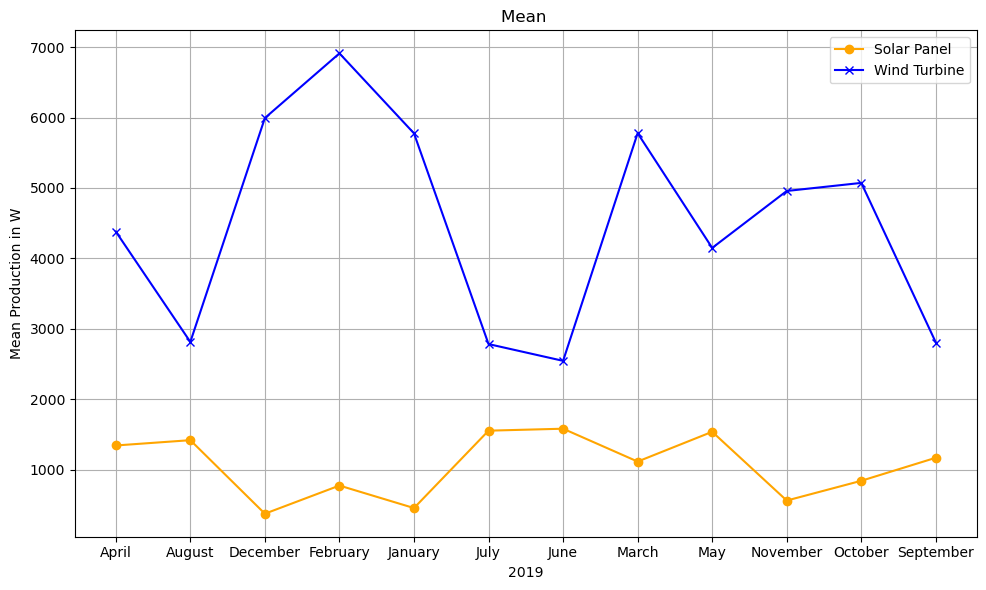 Mean
Solar Panel
Wind Turbine
Mean Production in W
7000
6000
5000
4000
3000
2000
1000
April August December February January July June March May November October September
2019